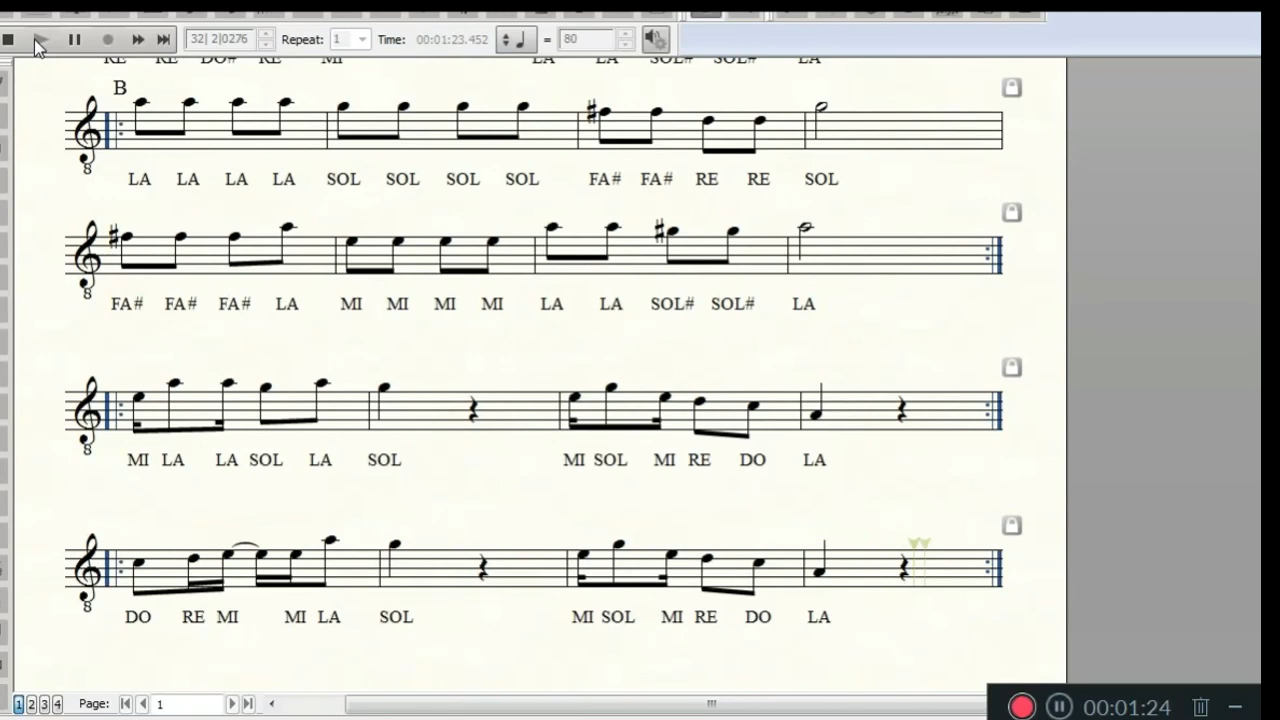 32| 2|0276 Repeat: 1 Time: 00:01:23.452 = 80
RE RE DO# RE MI LA LA SOL# SOL# LA
B
8
LA LA LA LA SOL SOL SOL SOL FA# FA# RE RE SOL
8
FA# FA# FA# LA MI MI MI MI LA LA SOL# SOL# LA
8
MI LA LA SOL LA SOL MI SOL MI RE DO LA
8
DO RE MI MI LA SOL MI SOL MI RE DO LA
1 2 3 4 Page: 1
00:01:24